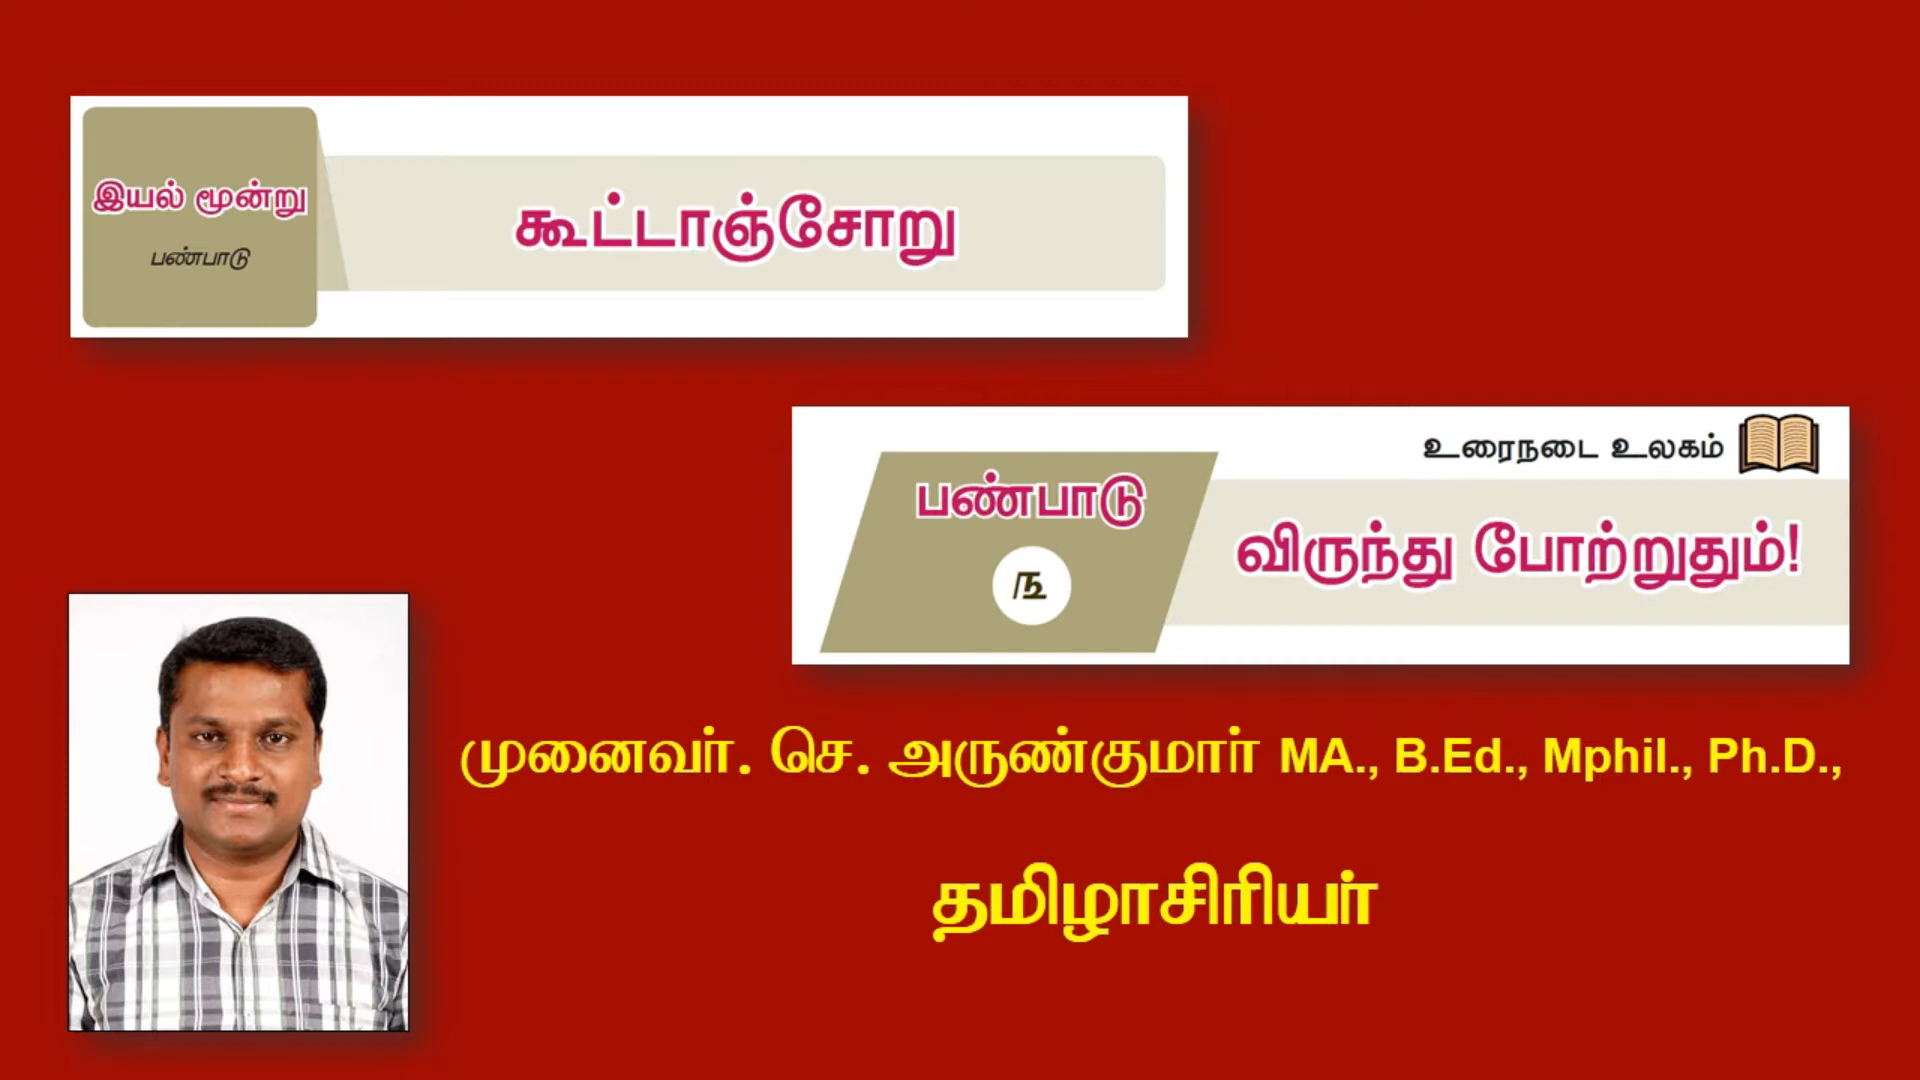 இயல் மூன்று
பண்பாடு
கூட்டாஞ்சோறு
உரைநடை உலகம்
பண்பாடு
௩
விருந்து போற்றுதும்!
முனைவர். செ. அருண்குமார் MA., B.Ed., Mphil., Ph.D.,
தமிழாசிரியர்